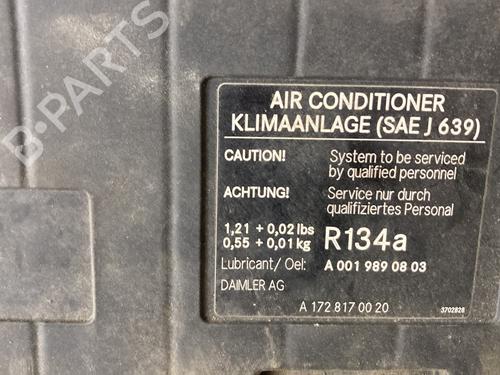 B-PARTS
AIR CONDITIONER
KLIMAANLAGE (SAE J 639)
CAUTION! System to be serviced
by qualified personnel
ACHTUNG! Service nur durch
qualifiziertes Personal
1,21 + 0,02 lbs
0,55 + 0,01 kg R134a
Lubricant/ Oel: A 001 989 08 03
DAIMLER AG
A 172 817 00 20 3702828